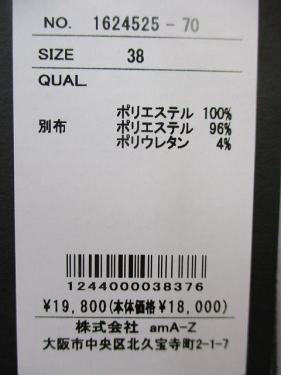 NO. 1624525-70
SIZE 38
QUAL.
ポリエステル 100%
別布 ポリエステル 96%
ポリウレタン 4%
1244000038376
¥19,800(本体価格¥18,000)
株式会社 amA-Z
大阪市中央区北久宝寺町2-1-7